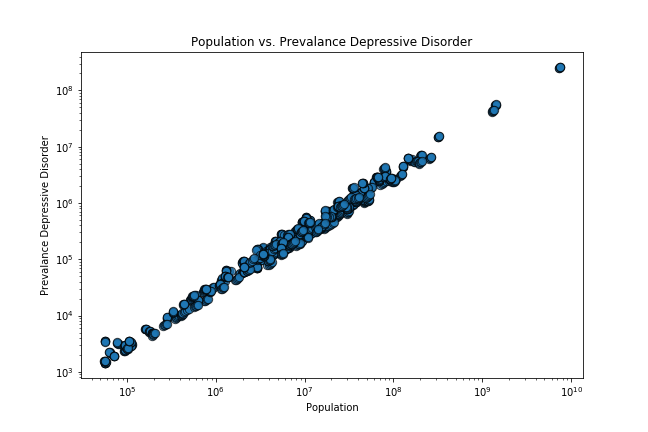 Population vs. Prevalance Depressive Disorder
Prevalance Depressive Disorder
10⁸
10⁷
10⁶
10⁵
10⁴
10³
10⁵ 10⁶ 10⁷ 10⁸ 10⁹ 10¹⁰
Population